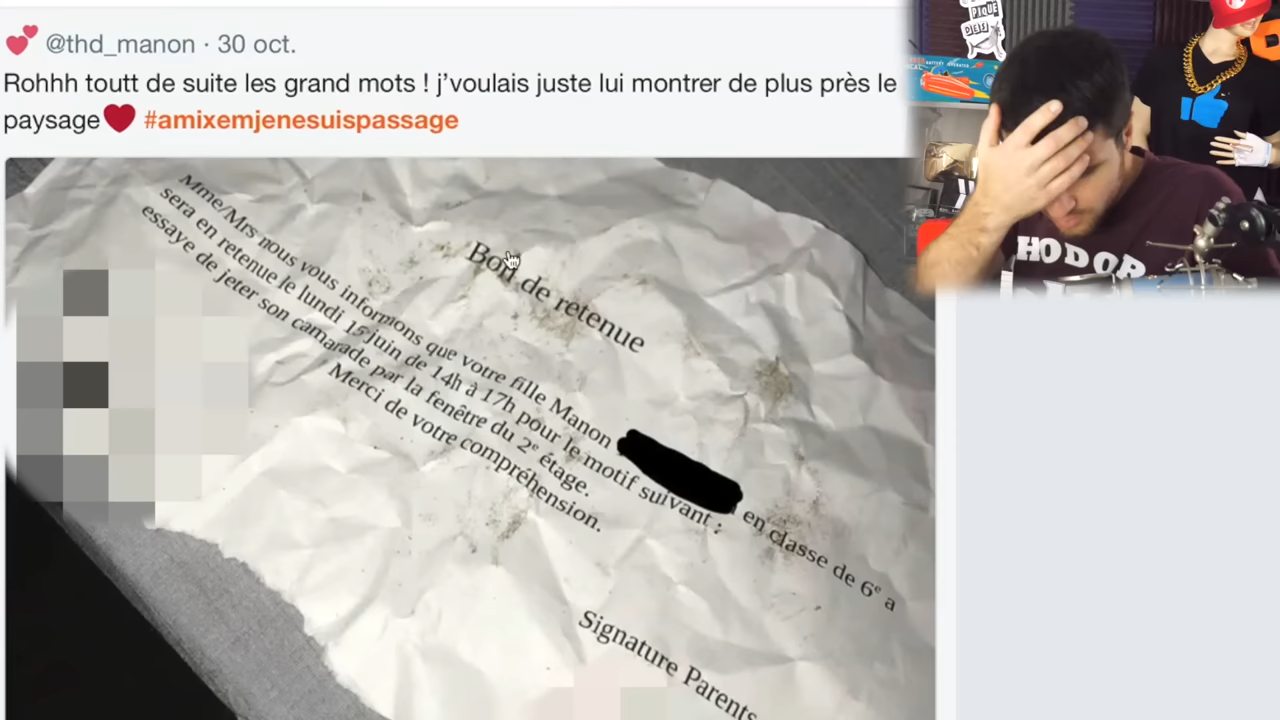 @thd_manon · 30 oct.
Rohhh toutt de suite les grand mots ! j’voulais juste lui montrer de plus près le
paysage❤ #amixemjenesuispassage
Bon de retenue
Mme/Mrs nous vous informons que votre fille Manon en classe de 6e a
sera en retenue le lundi 15 juin de 14h à 17h pour le motif suivant :
essaye de jeter son camarade par la fenêtre du 2e étage.
Merci de votre compréhension.
Signature Parents
PIQUE
DES
HODOR